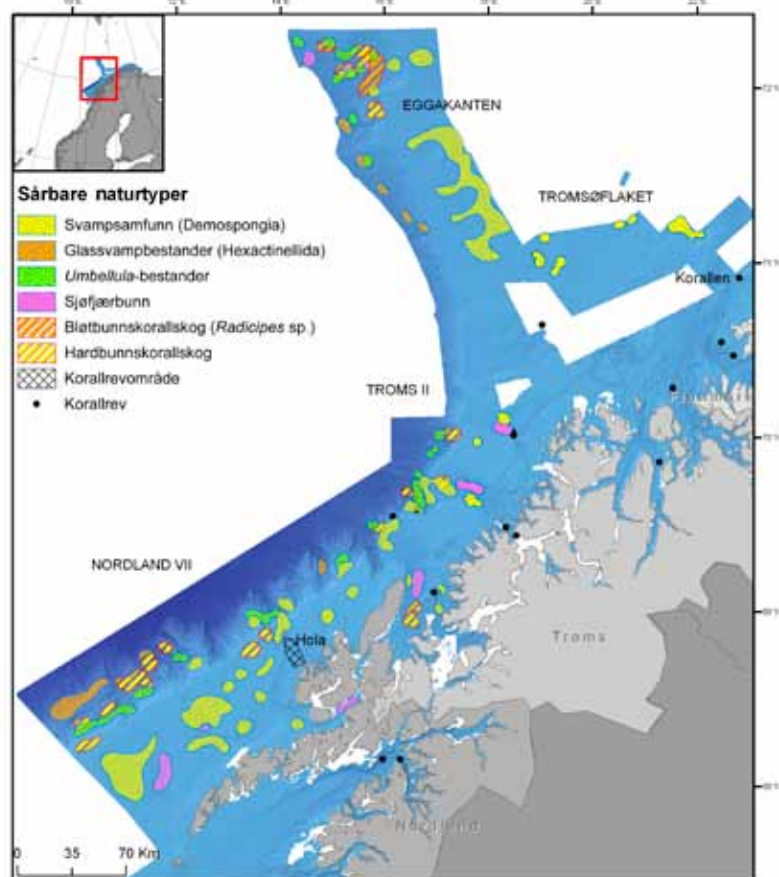 EGGAKANTEN
TROMSØFLAKET
Sårbare naturtyper
Svampsamfunn (Demospongia)
Glassvampbestander (Hexactinellida)
Umbellula-bestander
Sjøfjærbunn
Bløtbunnskorallskog (Radicipes sp.)
Hardbunnskorallskog
Korallrevområde
Korallrev
Korallen
TROMS II
NORDLAND VII
Hola
Troms
Nordland
0 35 70 Km